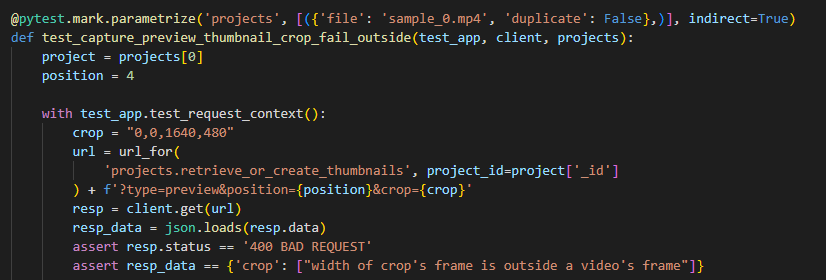 @pytest.mark.parametrize('projects', [({'file': 'sample_0.mp4', 'duplicate': False},)], indirect=True)
def test_capture_preview_thumbnail_crop_fail_outside(test_app, client, projects):
    project = projects[0]
    position = 4

    with test_app.test_request_context():
        crop = "0,0,1640,480"
        url = url_for(
            'projects.retrieve_or_create_thumbnails', project_id=project['_id']
        ) + f'?type=preview&position={position}&crop={crop}'
        resp = client.get(url)
        resp_data = json.loads(resp.data)
        assert resp.status == '400 BAD REQUEST'
        assert resp_data == {'crop': ["width of crop's frame is outside a video's frame"]}